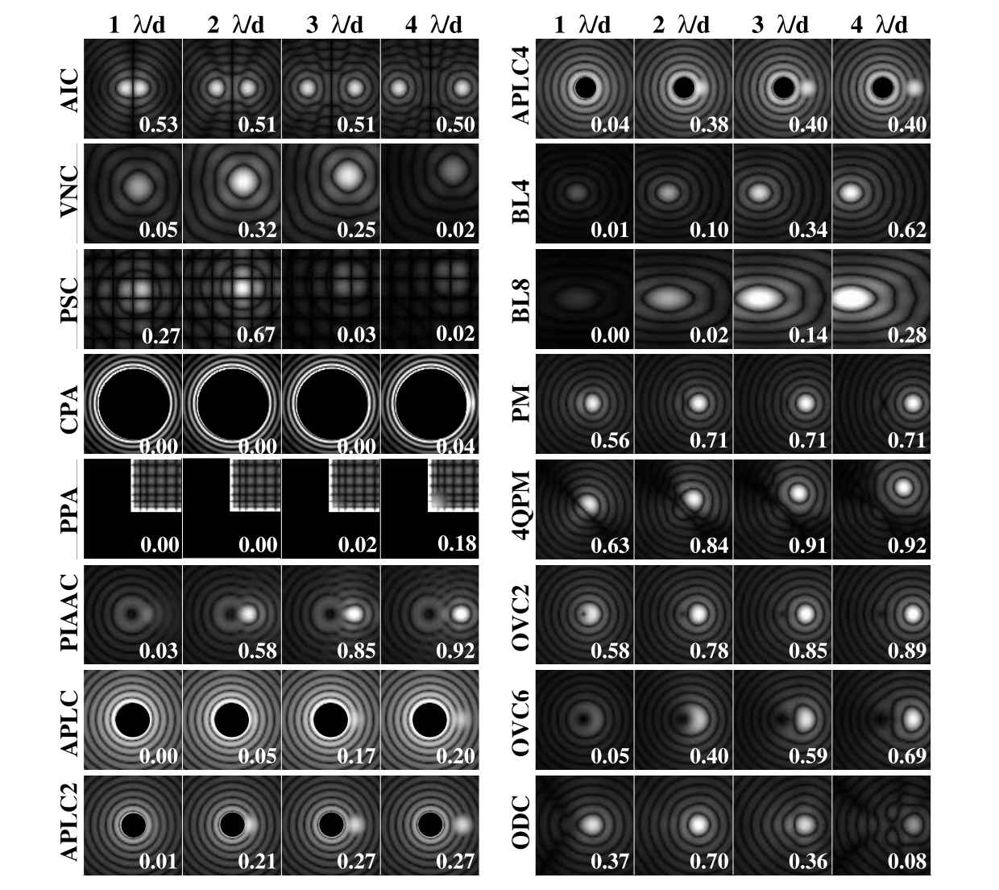 1 λ/d 2 λ/d 3 λ/d 4 λ/d
AIC 0.53 0.51 0.51 0.50
VNC 0.05 0.32 0.25 0.02
PSC 0.27 0.67 0.03 0.02
CPA 0.00 0.00 0.00 0.04
PPA 0.00 0.00 0.02 0.18
PIAAC 0.03 0.58 0.85 0.92
APLC 0.00 0.05 0.17 0.20
APLC2 0.01 0.21 0.27 0.27
1 λ/d 2 λ/d 3 λ/d 4 λ/d
APLC4 0.04 0.38 0.40 0.40
BL4 0.01 0.10 0.34 0.62
BL8 0.00 0.02 0.14 0.28
PM 0.56 0.71 0.71 0.71
4QPM 0.63 0.84 0.91 0.92
OVC2 0.58 0.78 0.85 0.89
OVC6 0.05 0.40 0.59 0.69
ODC 0.37 0.70 0.36 0.08